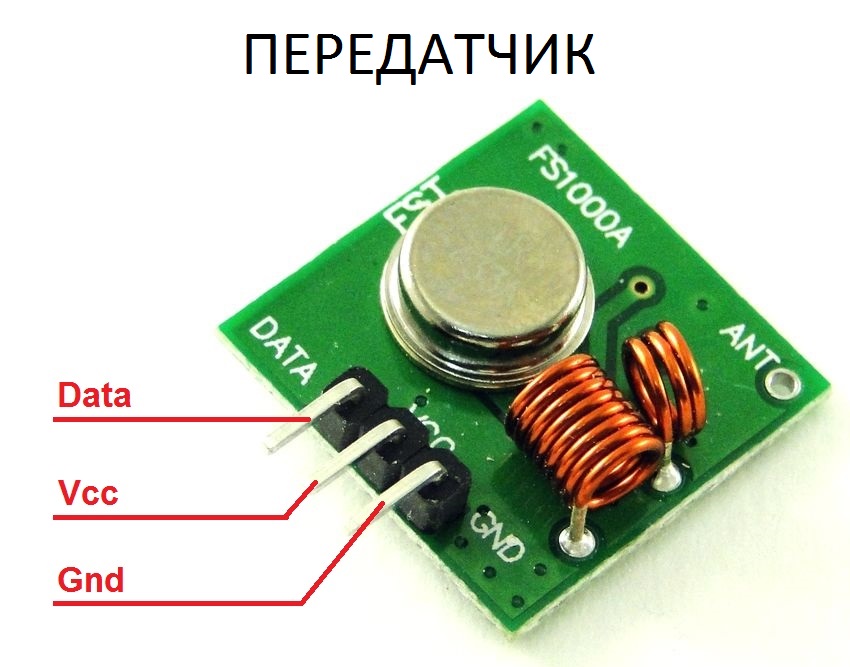 ПЕРЕДАТЧИК
FST
FS1000A
ANT
DATA
VCC
GND
Data
Vcc
Gnd